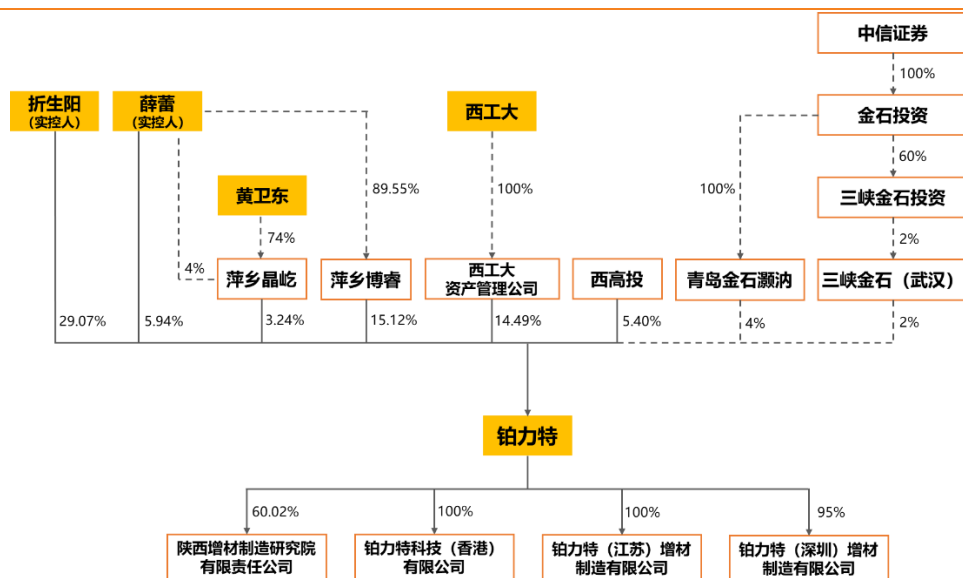 中信证券
100%
折生阳
(实控人)
薛蕾
(实控人)
西工大
金石投资
89.55%
100%
100%
60%
黄卫东
三峡金石投资
74%
4%
2%
萍乡晶屹
萍乡博睿
西工大
资产管理公司
西高投
青岛金石灏汭
三峡金石（武汉）
29.07%
5.94%
3.24%
15.12%
14.49%
5.40%
4%
2%
铂力特
60.02%
100%
100%
95%
陕西增材制造研究院
有限责任公司
铂力特科技（香港）
有限公司
铂力特（江苏）增材
制造有限公司
铂力特（深圳）增材
制造有限公司